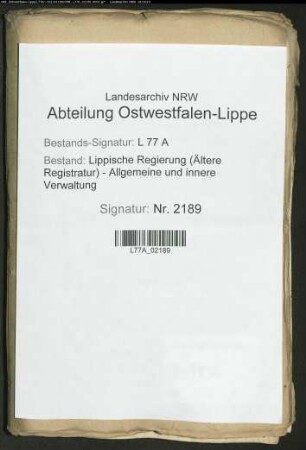 Landesarchiv NRW
Abteilung Ostwestfalen-Lippe
Bestands-Signatur: L 77 A
Bestand: Lippische Regierung (Ältere
Registratur) - Allgemeine und innere
Verwaltung
Signatur: Nr. 2189
L77A_02189